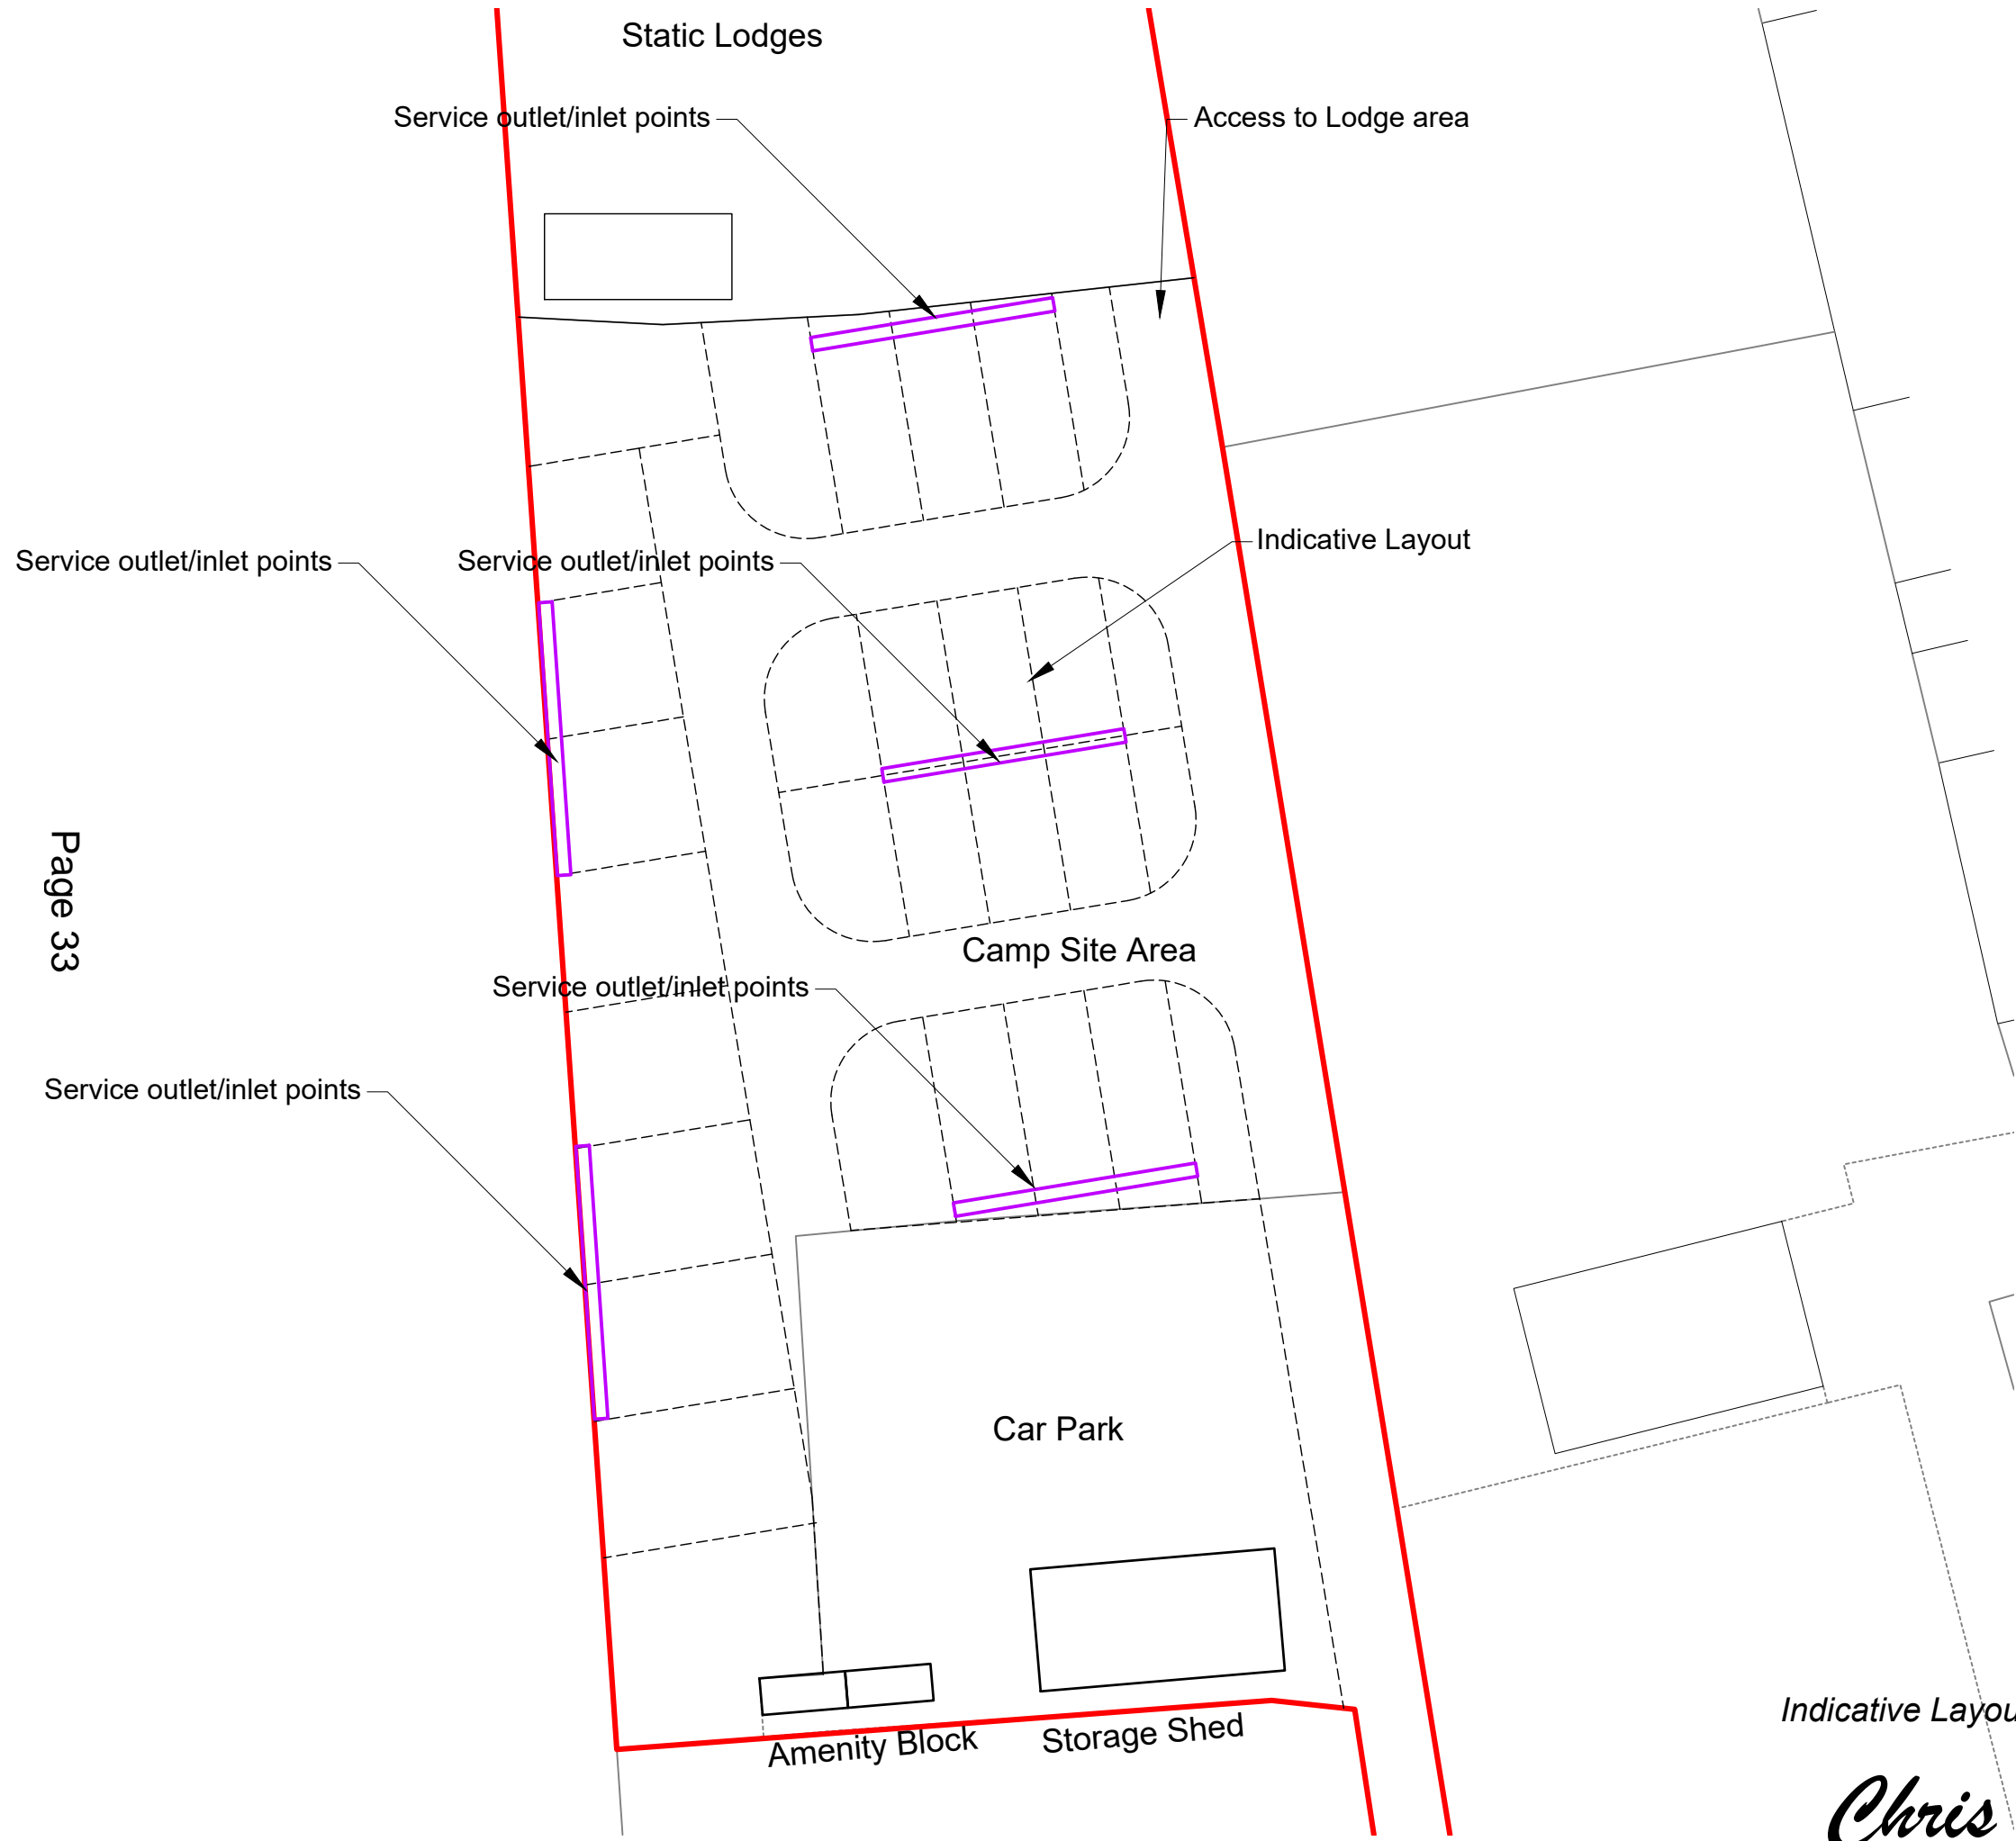 Static Lodges
Service outlet/inlet points
Access to Lodge area
Service outlet/inlet points
Service outlet/inlet points
Indicative Layout
Page 33
Camp Site Area
Service outlet/inlet points
Service outlet/inlet points
Car Park
Amenity Block
Storage Shed
Indicative Layou
Chris